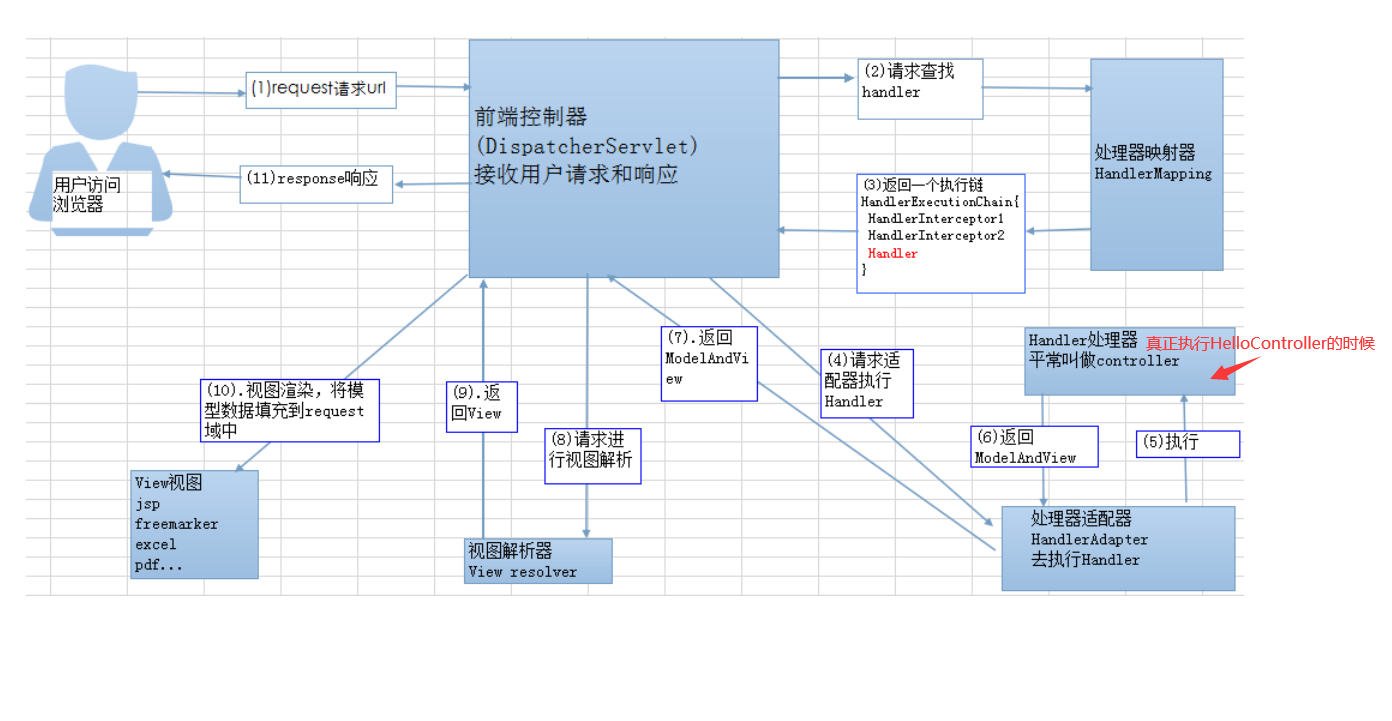 (1)request请求url
用户访问
浏览器
(11)response响应
前端控制器
(DispatcherServlet)
接收用户请求和响应
(2)请求查找
handler
处理器映射器
HandlerMapping
(3)返回一个执行链
HandlerExecutionChain{
HandlerInterceptor1
HandlerInterceptor2
Handler
}
(4)请求适
配器执行
Handler
Handler处理器
平常叫做controller
真正执行HelloController的时候
(5)执行
(6)返回
ModelAndView
处理器适配器
HandlerAdapter
去执行Handler
(7).返回
ModelAndVi
ew
(8)请求进
行视图解析
视图解析器
View resolver
(9).返
回View
(10).视图渲染，将模
型数据填充到request
域中
View视图
jsp
freemarker
excel
pdf...